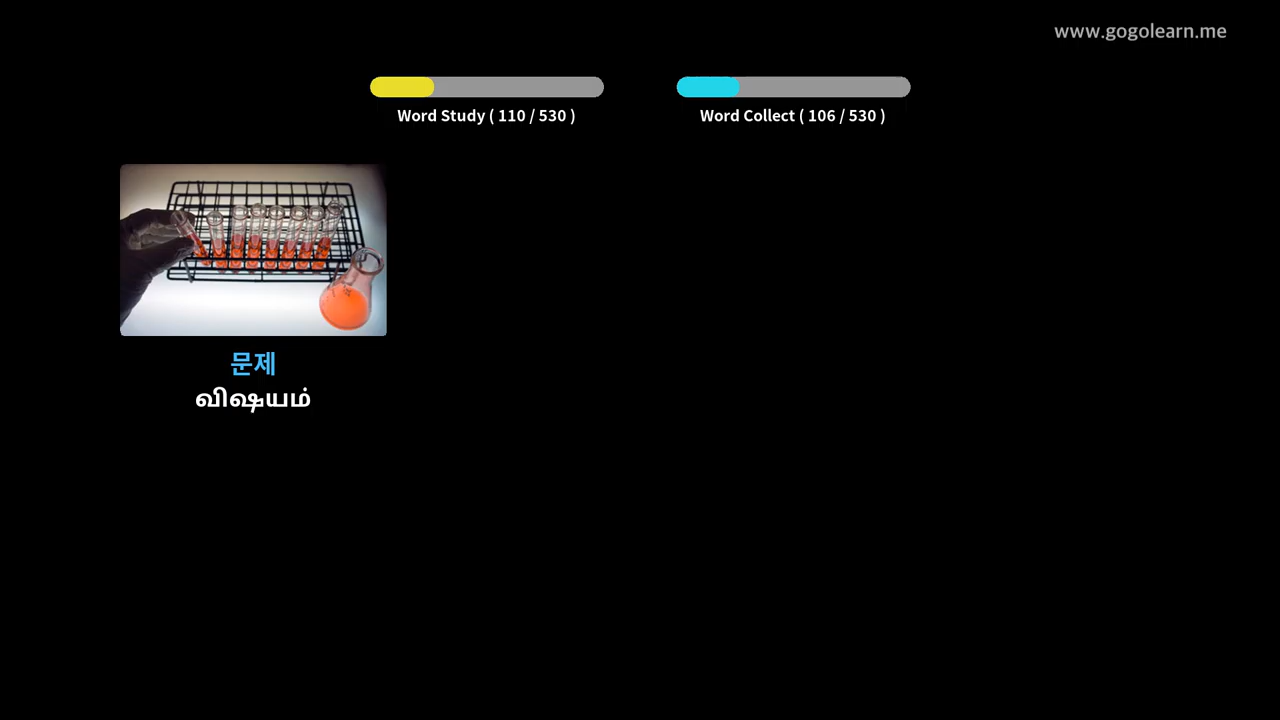 www.gogolearn.me
Word Study ( 110 / 530 )
Word Collect ( 106 / 530 )
문제
விஷயம்